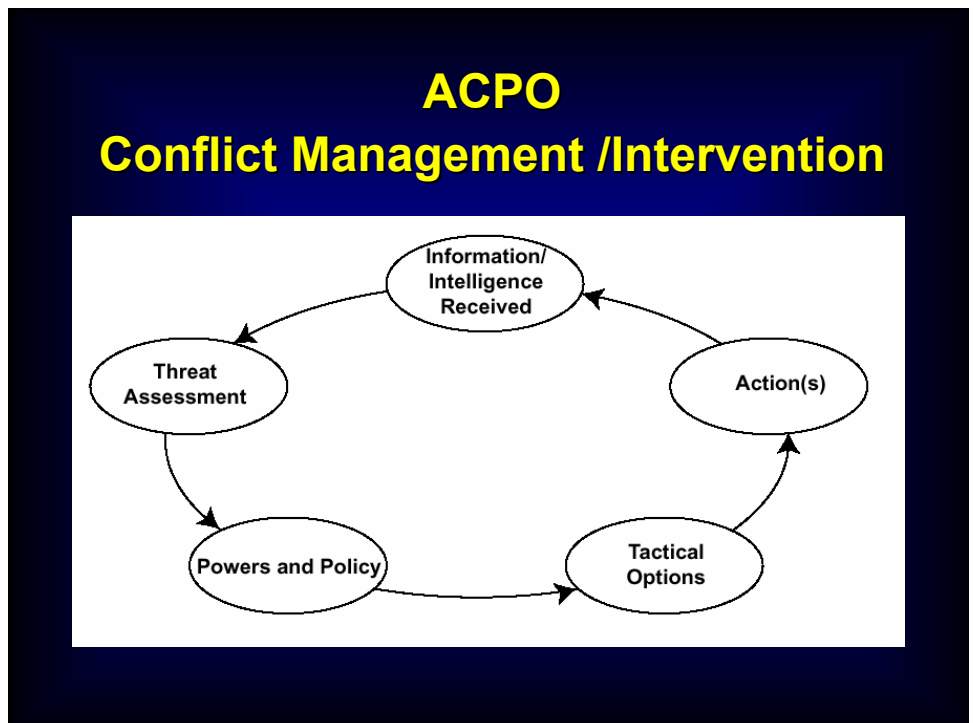 ACPO
Conflict Management /Intervention
Information/
Intelligence
Received
Threat
Assessment
Action(s)
Powers and Policy
Tactical
Options